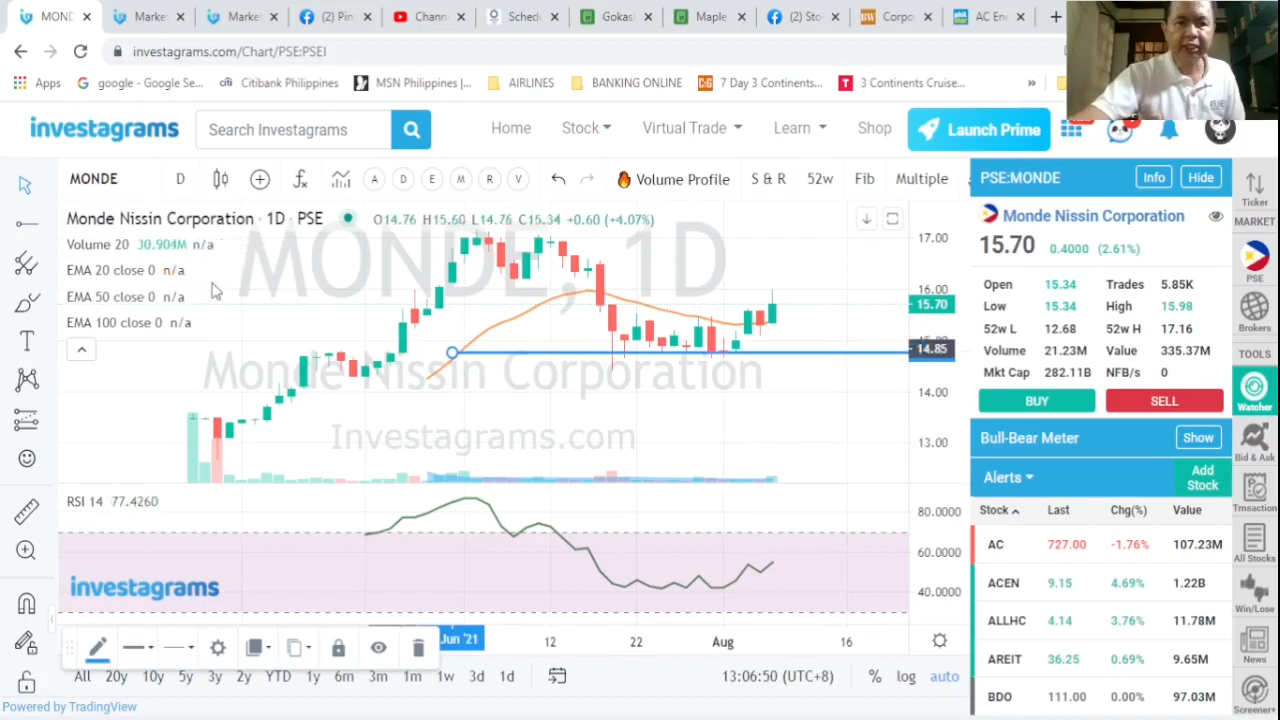 MOND
Market
Market
(2) Pin
Chann
Schedu
Gokas
Maple
(2) Sto
Corpo
AC En
investagrams.com/Chart/PSE:PSEI
Apps
google - Google Se...
Citibank Philippines
MSN Philippines |...
AIRLINES
BANKING ONLINE
7 Day 3 Continents...
3 Continents Cruise...
»
investagrams
Search Investagrams
Home
Stock
Virtual Trade
Learn
Shop
Launch Prime
MONDE
D
A
D
E
M
R
V
Volume Profile
S & R
52w
Fib
Multiple
Monde Nissin Corporation · 1D · PSE
O14.76 H15.60 L14.76 C15.34 +0.60 (+4.07%)
Volume 20 30.904M n/a
EMA 20 close 0 n/a
EMA 50 close 0 n/a
EMA 100 close 0 n/a
MONDE, 1D
Monde Nissin Corporation
Investagrams.com
17.00
16.00
15.70
14.85
14.00
13.00
RSI 14 77.4260
80.0000
60.0000
40.0000
investagrams
Jun '21
12
22
Aug
16
All
20y
10y
5y
3y
2y
YTD
1y
6m
3m
1m
1w
3d
1d
13:06:50 (UTC+8)
%
log
auto
Powered by TradingView
PSE:MONDE
Info
Hide
Monde Nissin Corporation
15.70 0.4000 (2.61%)
Open 15.34 Trades 5.85K
Low 15.34 High 15.98
52w L 12.68 52w H 17.16
Volume 21.23M Value 335.37M
Mkt Cap 282.11B NFB/s 0
BUY
SELL
Bull-Bear Meter
Show
Alerts
Add
Stock
Stock Last Chg(%) Value
AC 727.00 -1.76% 107.23M
ACEN 9.15 4.69% 1.22B
ALLHC 4.14 3.76% 11.78M
AREIT 36.25 0.69% 9.65M
BDO 111.00 0.00% 97.03M
Ticker
MARKET
PSE
Brokers
TOOLS
Watcher
Bid & Ask
Trnsaction
All Stocks
Win/Lose
News
Screener+